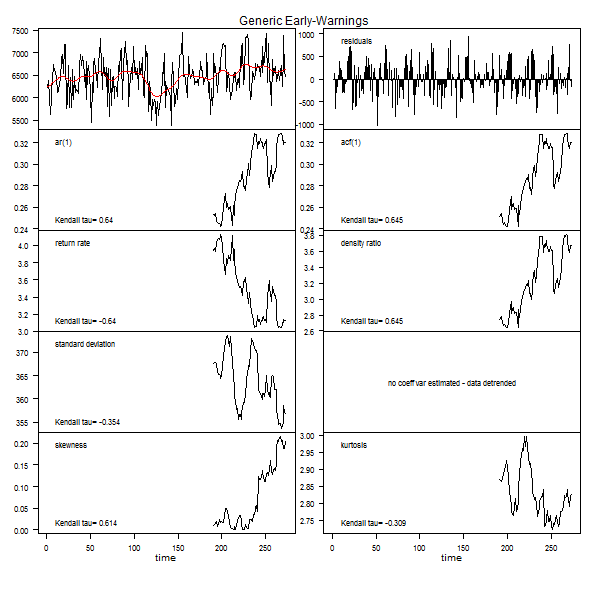 Generic Early-Warnings
7500
7000
6500
6000
5500
residuals
1000
500
0
-500
-1000
ar(1)
0.32
0.30
0.28
0.26
0.24
Kendall tau= 0.64
acf(1)
0.32
0.30
0.28
0.26
0.24
Kendall tau= 0.645
return rate
4.0
3.8
3.6
3.4
3.2
3.0
Kendall tau= -0.64
density ratio
3.8
3.6
3.4
3.2
3.0
2.8
2.6
Kendall tau= 0.645
standard deviation
370
365
360
355
Kendall tau= -0.354
no coeff var estimated - data detrended
skewness
0.20
0.15
0.10
0.05
0.00
Kendall tau= 0.614
kurtosis
3.00
2.95
2.90
2.85
2.80
2.75
Kendall tau= -0.309
0 50 100 150 200 250
time
0 50 100 150 200 250
time